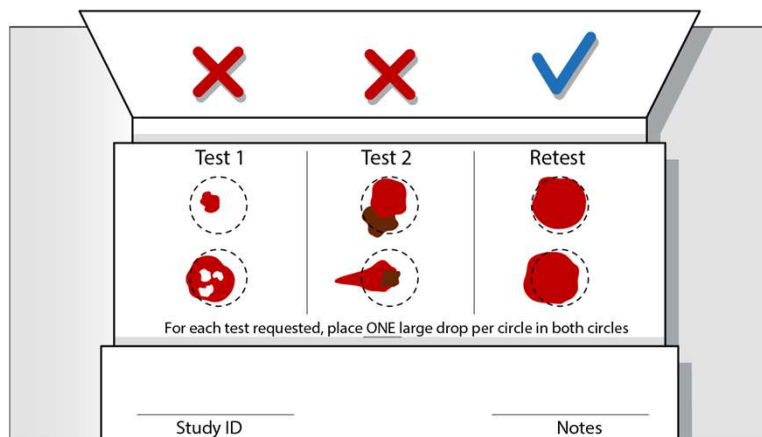 Test 1 Test 2 Retest
For each test requested, place ONE large drop per circle in both circles
Study ID Notes